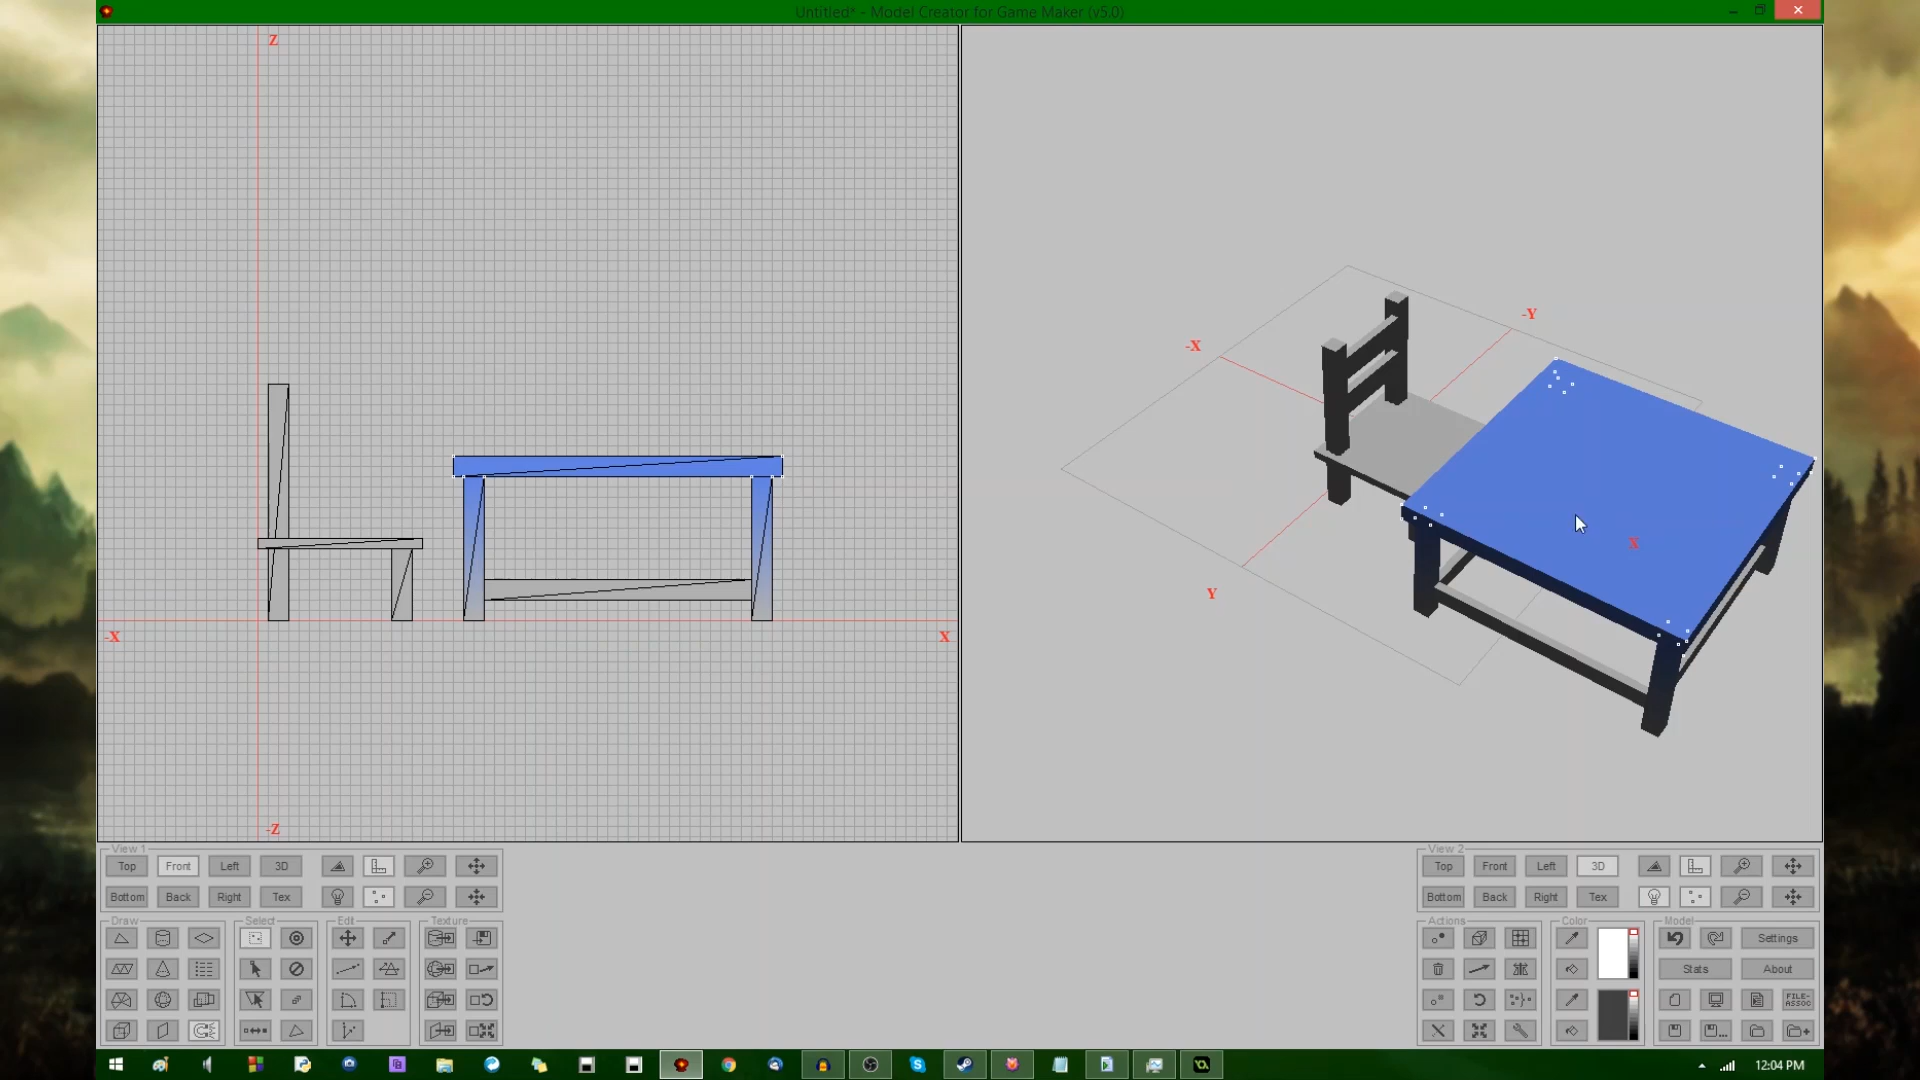 Untitled* - Model Creator for Game Maker (v5.0)
Z
-X
X
-Z
-Y
-X
Y
X
View 1
Top Front Left 3D
Bottom Back Right Tex
Draw Select Edit Texture
View 2
Top Front Left 3D
Bottom Back Right Tex
Actions Color Model
Settings
Stats About
FILE-
ASSOC
12:04 PM